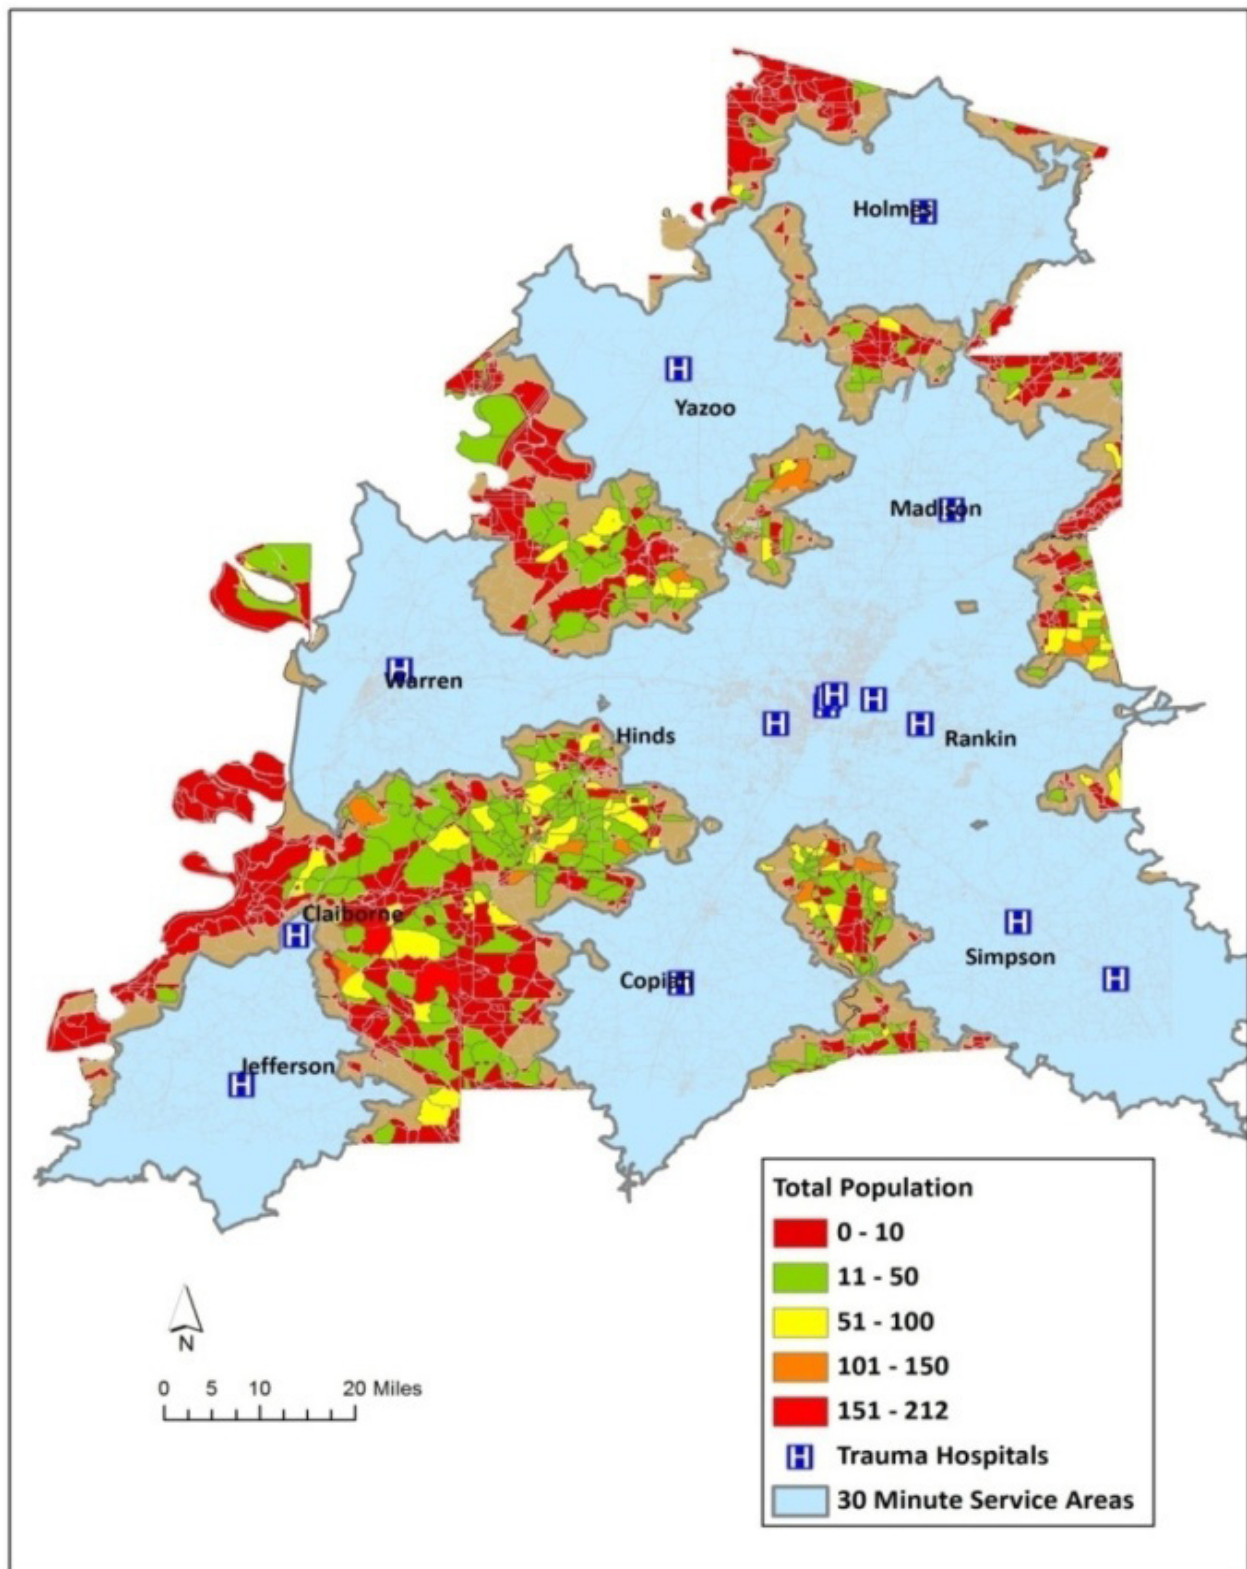 Holmes
Yazoo
Madison
Warren
Hinds
Rankin
Claiborne
Copiah
Simpson
Jefferson
Total Population
0 - 10
11 - 50
51 - 100
101 - 150
151 - 212
H Trauma Hospitals
30 Minute Service Areas
N
0 5 10 20 Miles